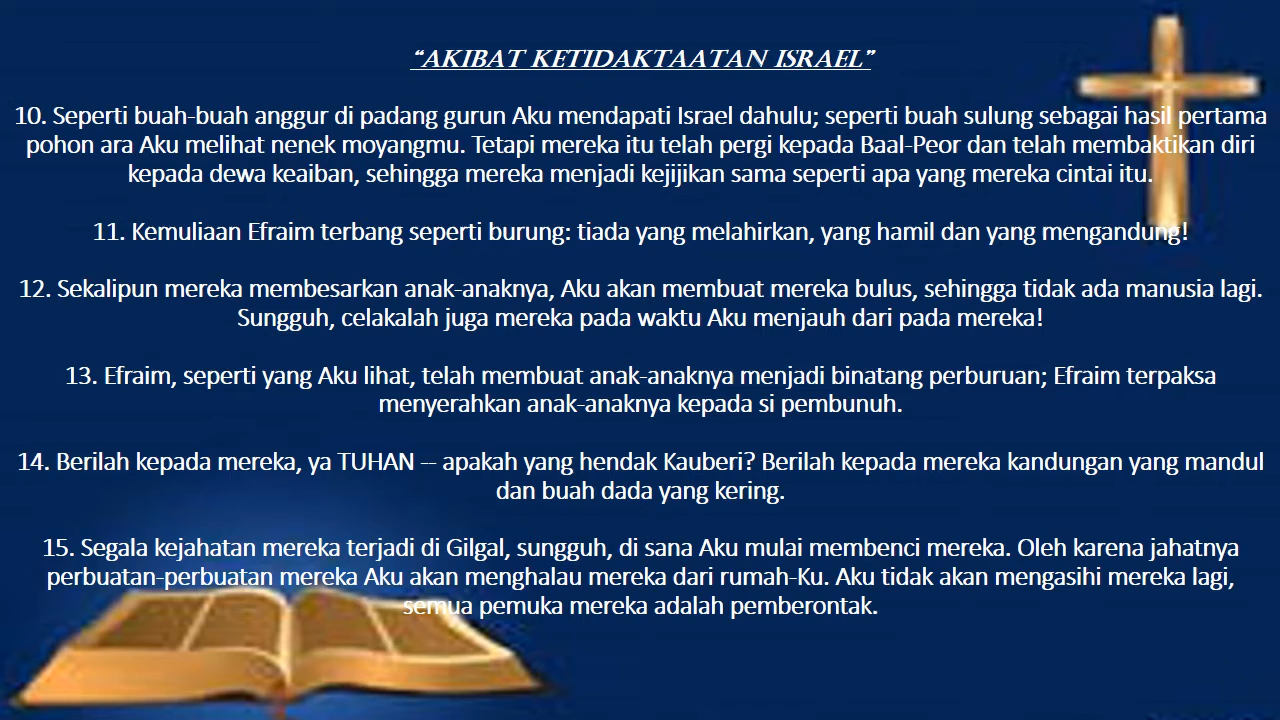 “AKIBAT KETIDAKTAATAN ISRAEL”
10. Seperti buah-buah anggur di padang gurun Aku mendapati Israel dahulu; seperti buah sulung sebagai hasil pertama
pohon ara Aku melihat nenek moyangmu. Tetapi mereka itu telah pergi kepada Baal-Peor dan telah membaktikan diri
kepada dewa keaiban, sehingga mereka menjadi kejijikan sama seperti apa yang mereka cintai itu.
11. Kemuliaan Efraim terbang seperti burung: tiada yang melahirkan, yang hamil dan yang mengandung!
12. Sekalipun mereka membesarkan anak-anaknya, Aku akan membuat mereka bulus, sehingga tidak ada manusia lagi.
Sungguh, celakalah juga mereka pada waktu Aku menjauh dari pada mereka!
13. Efraim, seperti yang Aku lihat, telah membuat anak-anaknya menjadi binatang perburuan; Efraim terpaksa
menyerahkan anak-anaknya kepada si pembunuh.
14. Berilah kepada mereka, ya TUHAN -- apakah yang hendak Kauberi? Berilah kepada mereka kandungan yang mandul
dan buah dada yang kering.
15. Segala kejahatan mereka terjadi di Gilgal, sungguh, di sana Aku mulai membenci mereka. Oleh karena jahatnya
perbuatan-perbuatan mereka Aku akan menghalau mereka dari rumah-Ku. Aku tidak akan mengasihi mereka lagi,
semua pemuka mereka adalah pemberontak.